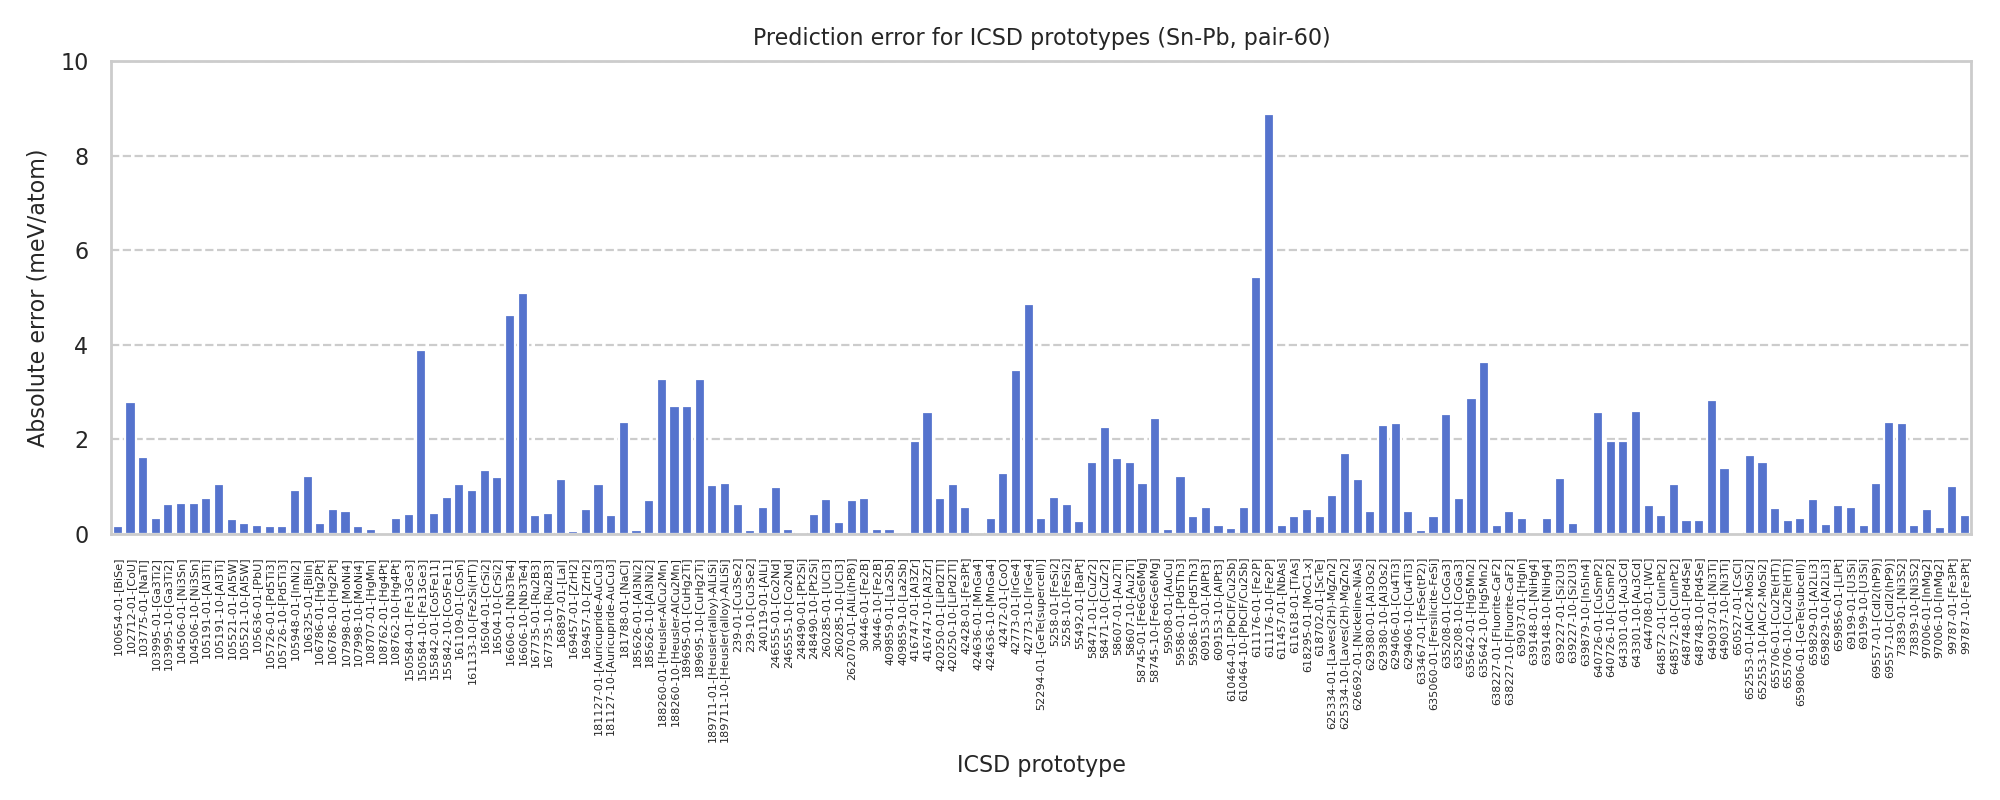 Prediction error for ICSD prototypes (Sn-Pb, pair-60)
Absolute error (meV/atom)
10
8
6
4
2
0
100654-01-[BiSe]
102712-01-[CoU]
103775-01-[NaTl]
103995-01-[Ga3Ti2]
103995-10-[Ga3Ti2]
104506-01-[Ni3Sn]
104506-10-[Ni3Sn]
105191-01-[Al3Ti]
105191-10-[Al3Ti]
105521-01-[Al5W]
105521-10-[Al5W]
105636-01-[PbU]
105726-01-[Pd5Ti3]
105726-10-[Pd5Ti3]
105948-01-[InNi2]
106325-01-[BiIn]
106786-01-[Hg2Pt]
106786-10-[Hg2Pt]
107998-01-[MoNi4]
107998-10-[MoNi4]
108707-01-[HgMn]
108762-01-[Hg4Pt]
108762-10-[Hg4Pt]
150584-01-[Fe13Ge3]
150584-10-[Fe13Ge3]
155842-01-[Co5Fe11]
155842-10-[Co5Fe11]
161109-01-[CoSn]
161133-10-[Fe2Si(HT)]
16504-01-[CrSi2]
16504-10-[CrSi2]
16606-01-[Nb3Te4]
16606-10-[Nb3Te4]
167735-01-[Ru2B3]
167735-10-[Ru2B3]
168897-01-[LaI]
169457-01-[ZrH2]
169457-10-[ZrH2]
181127-01-[Auricupride-AuCu3]
181127-10-[Auricupride-AuCu3]
181788-01-[NaCl]
185626-01-[Al3Ni2]
185626-10-[Al3Ni2]
188260-01-[Heusler-AlCu2Mn]
188260-10-[Heusler-AlCu2Mn]
189695-01-[CuHg2Ti]
189695-10-[CuHg2Ti]
189711-01-[Heusler(alloy)-AlLiSi]
189711-10-[Heusler(alloy)-AlLiSi]
239-01-[Cu3Se2]
239-10-[Cu3Se2]
240119-01-[AlLi]
246555-01-[Co2Nd]
246555-10-[Co2Nd]
248490-01-[Pt2Si]
248490-10-[Pt2Si]
260285-01-[UCl3]
260285-10-[UCl3]
262070-01-[AlLi(hP8)]
30446-01-[Fe2B]
30446-10-[Fe2B]
409859-01-[La2Sb]
409859-10-[La2Sb]
416747-01-[Al3Zr]
416747-10-[Al3Zr]
420250-01-[LiPd2Tl]
420250-10-[LiPd2Tl]
42428-01-[Fe3Pt]
424636-01-[MnGa4]
424636-10-[MnGa4]
42472-01-[CoO]
42773-01-[IrGe4]
42773-10-[IrGe4]
52294-01-[GeTe(supercell)]
5258-01-[FeSi2]
5258-10-[FeSi2]
55492-01-[BaPt]
58471-01-[CuZr2]
58471-10-[CuZr2]
58607-01-[Au2Ti]
58607-10-[Au2Ti]
58745-01-[Fe6Ge6Mg]
58745-10-[Fe6Ge6Mg]
59508-01-[AuCu]
59586-01-[Pd5Th3]
59586-10-[Pd5Th3]
609153-01-[AlPt3]
609153-10-[AlPt3]
610464-01-[PbClF/Cu2Sb]
610464-10-[PbClF/Cu2Sb]
611176-01-[Fe2P]
611176-10-[Fe2P]
611457-01-[NbAs]
611618-01-[TiAs]
618295-01-[MoC1-x]
618702-01-[ScTe]
625334-01-[Laves(2H)-MgZn2]
625334-10-[Laves(2H)-MgZn2]
626692-01-[Nickeline-NiAs]
629380-01-[Al3Os2]
629380-10-[Al3Os2]
629406-01-[Cu4Ti3]
629406-10-[Cu4Ti3]
633467-01-[FeSe(tP2)]
635060-01-[Fersilicite-FeSi]
635208-01-[CoGa3]
635208-10-[CoGa3]
635642-01-[Hg5Mn2]
635642-10-[Hg5Mn2]
638227-01-[Fluorite-CaF2]
638227-10-[Fluorite-CaF2]
639037-01-[HgIn]
639148-01-[NiHg4]
639148-10-[NiHg4]
639227-01-[Si2U3]
639227-10-[Si2U3]
639879-10-[In5In4]
640726-01-[CuSmP2]
640726-10-[CuSmP2]
643301-01-[Au3Cd]
643301-10-[Au3Cd]
644708-01-[WC]
648572-01-[CuInPt2]
648572-10-[CuInPt2]
648748-01-[Pd4Se]
648748-10-[Pd4Se]
649037-01-[Ni3Ti]
649037-10-[Ni3Ti]
650527-01-[CsCl]
652553-01-[AlCr2-MoSi2]
652553-10-[AlCr2-MoSi2]
655706-01-[Cu2Te(HT)]
655706-10-[Cu2Te(HT)]
659806-01-[GeTe(subcell)]
659829-01-[Al2Li3]
659829-10-[Al2Li3]
659856-01-[LiPt]
69199-01-[U3Si]
69199-10-[U3Si]
69557-01-[CdI2(hP9)]
69557-10-[CdI2(hP9)]
73839-01-[Ni3S2]
73839-10-[Ni3S2]
97006-01-[InMg2]
97006-10-[InMg2]
99787-01-[Fe3Pt]
99787-10-[Fe3Pt]
ICSD prototype